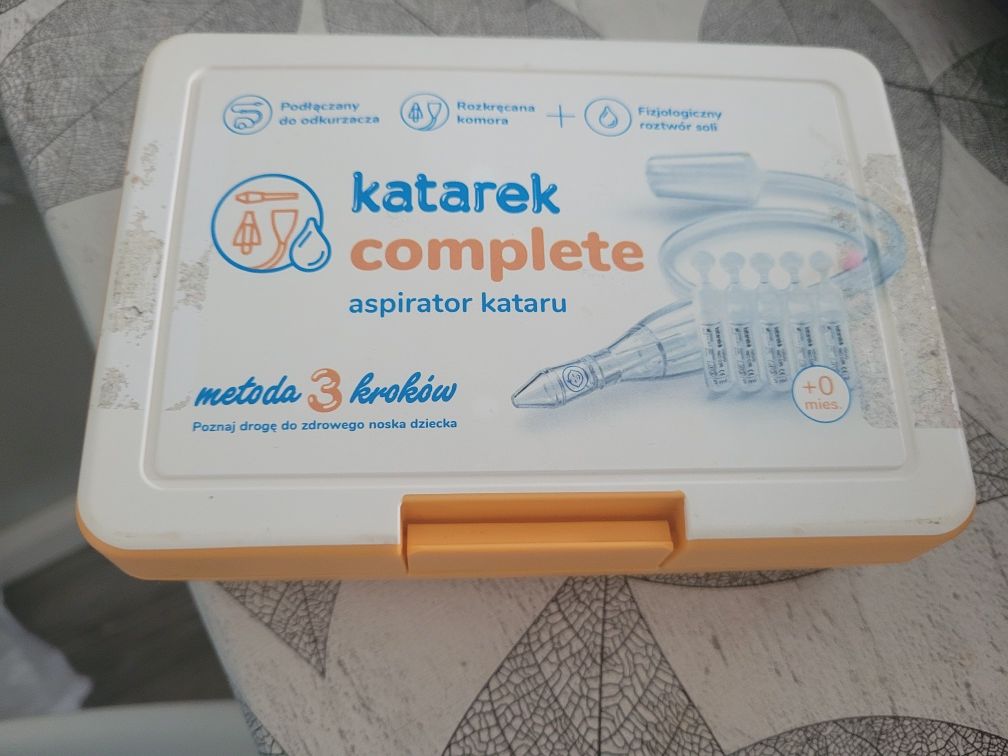 Podłączany
do odkurzacza
Rozkręcana
komora
+
Fizjologiczny
roztwór soli
katarek
complete
aspirator kataru
metoda 3 kroków
Poznaj drogę do zdrowego noska dziecka
+0
mies.